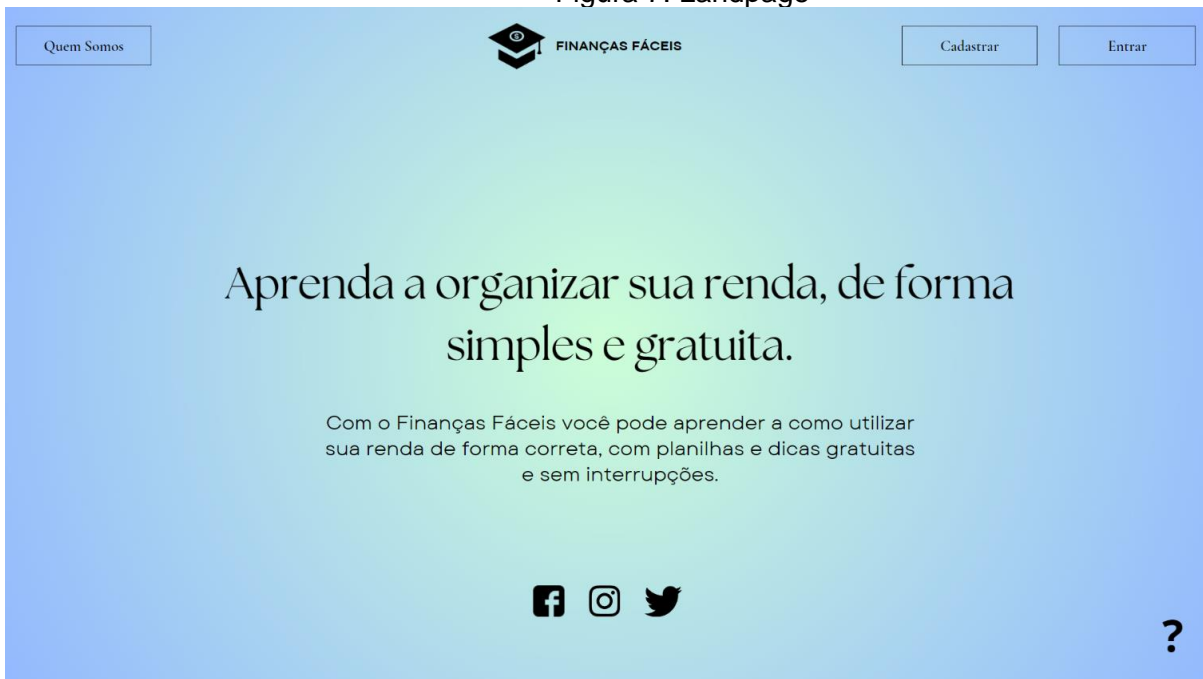 Quem Somos
FINANÇAS FÁCEIS
Cadastrar
Entrar
Aprenda a organizar sua renda, de forma
simples e gratuita.
Com o Finanças Fáceis você pode aprender a como utilizar
sua renda de forma correta, com planilhas e dicas gratuitas
e sem interrupções.
?